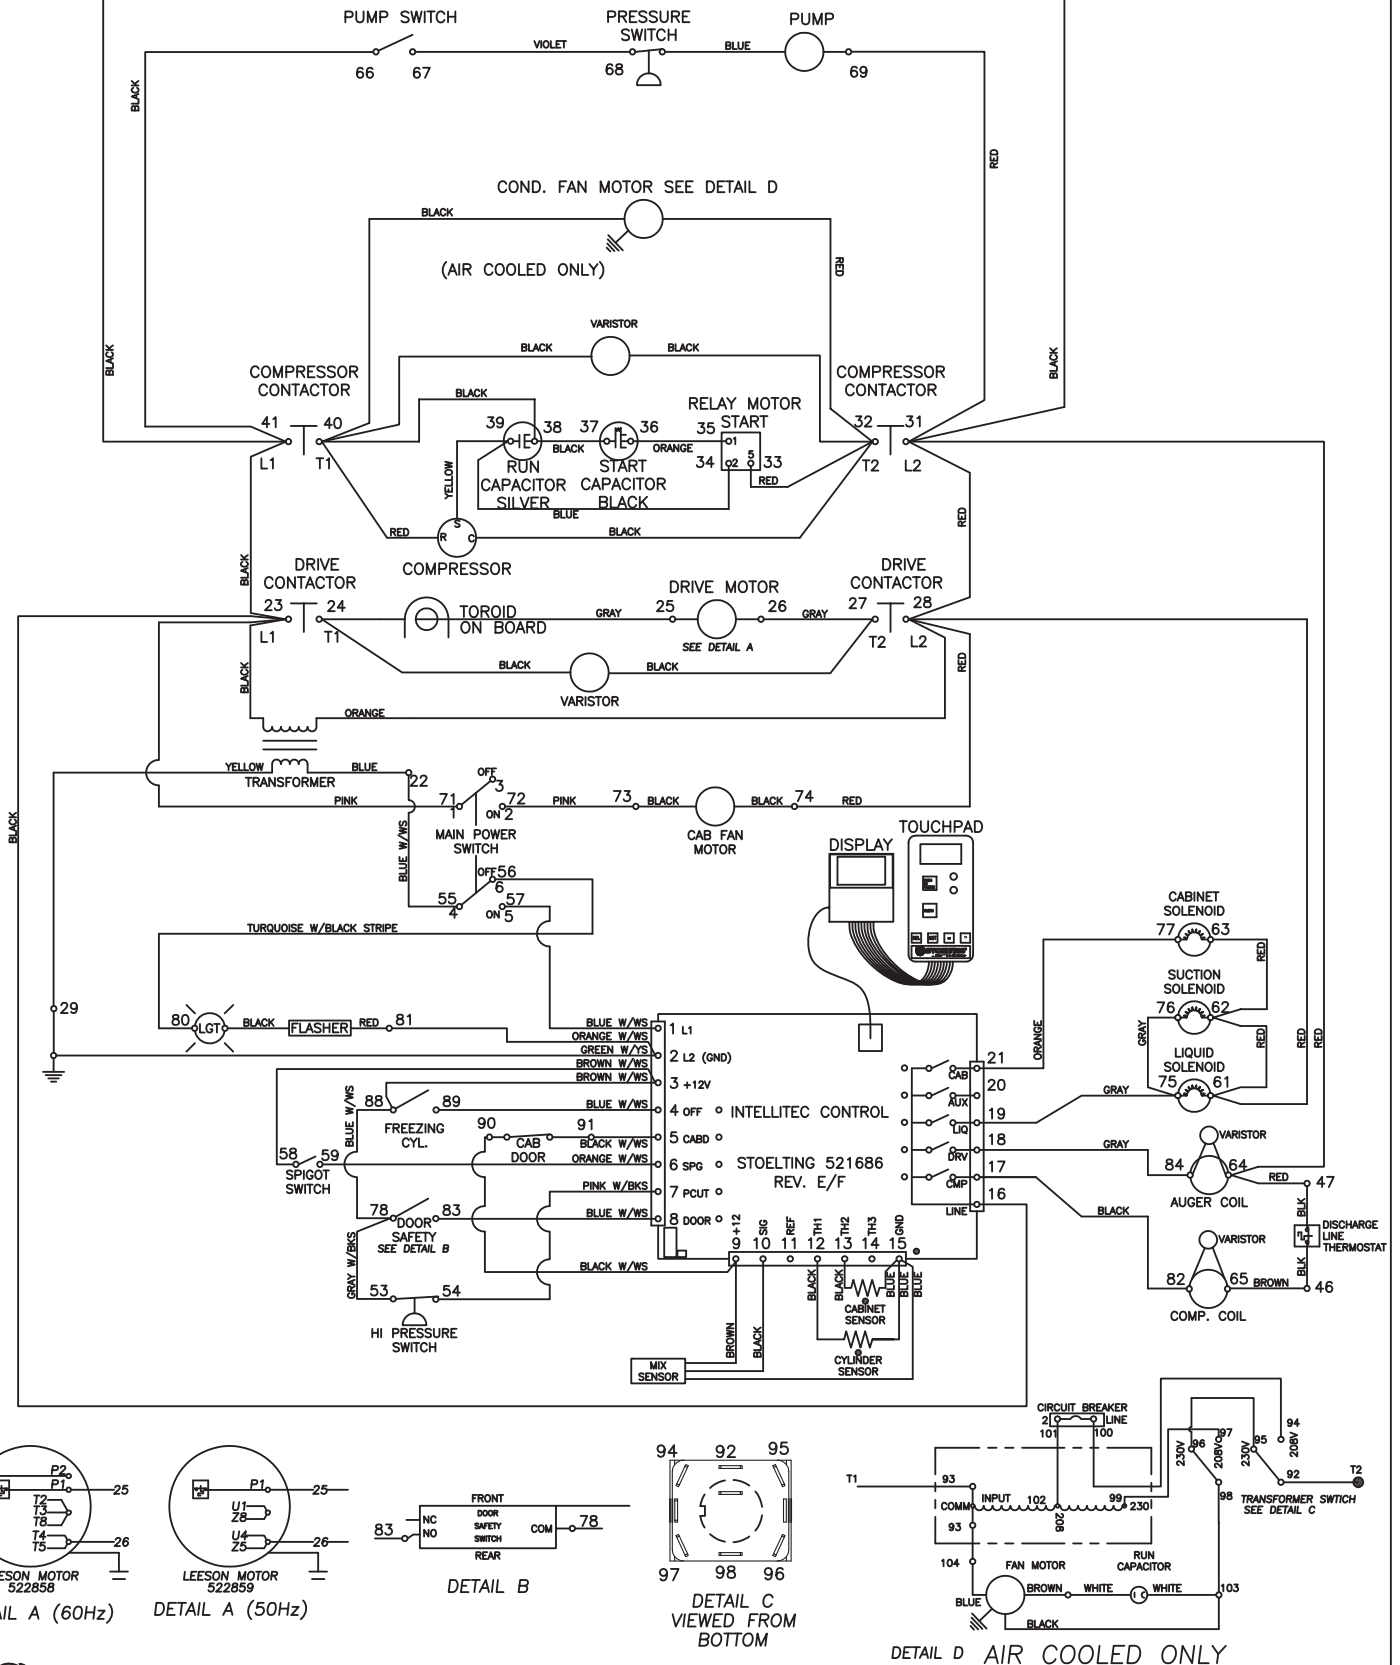 PUMP SWITCH
PRESSURE
SWITCH
PUMP
VIOLET
BLUE
66
67
68
69
BLACK
RED
COND. FAN MOTOR SEE DETAIL D
BLACK
(AIR COOLED ONLY)
RED
VARISTOR
BLACK
BLACK
BLACK
BLACK
COMPRESSOR
CONTACTOR
COMPRESSOR
CONTACTOR
BLACK
RELAY MOTOR
START
41
40
39
38
37
36
35
1
32
31
BLACK
ORANGE
L1
T1
34
2
5
33
T2
L2
RUN
CAPACITOR
SILVER
START
CAPACITOR
BLACK
RED
YELLOW
BLUE
RED
S
R
C
BLACK
RED
COMPRESSOR
BLACK
DRIVE
CONTACTOR
DRIVE MOTOR
DRIVE
CONTACTOR
23
24
TOROID
ON BOARD
GRAY
25
26
GRAY
27
28
L1
T1
SEE DETAIL A
T2
L2
BLACK
BLACK
BLACK
RED
VARISTOR
ORANGE
YELLOW
BLUE
TRANSFORMER
22
OFF
3
PINK
71
1
72
ON 2
PINK
73
BLACK
BLACK
74
RED
MAIN POWER
SWITCH
CAB FAN
MOTOR
BLACK
BLUE W/WS
DISPLAY
TOUCHPAD
OFF
56
6
55
4
57
ON 5
TURQUOISE W/BLACK STRIPE
CABINET
SOLENOID
77
63
RED
SUCTION
SOLENOID
76
62
GRAY
RED
RED
RED
LIQUID
SOLENOID
75
61
29
80
LGT
BLACK
FLASHER
RED
81
BLUE W/WS
ORANGE W/WS
GREEN W/YS
BROWN W/WS
BROWN W/WS
BLUE W/WS
BLACK W/WS
ORANGE W/WS
PINK W/BKS
BLUE W/WS
BLACK W/WS
1 L1
2 L2 (GND)
3 +12V
4 OFF
5 CABD
6 SPG
7 PCUT
8 DOOR
INTELLITEC CONTROL
STOELTING 521686
REV. E/F
CAB
21
AUX
20
LIQ
19
DRV
18
CMP
17
LINE
16
ORANGE
GRAY
GRAY
BLACK
BLUE W/WS
88
89
FREEZING
CYL.
90
91
CAB
DOOR
58
59
SPIGOT
SWITCH
78
83
DOOR
SAFETY
SEE DETAIL B
GRAY W/BKS
53
54
HI PRESSURE
SWITCH
+12
SIG
REF
TH1
TH2
TH3
GND
9
10
11
12
13
14
15
BLACK
BLACK
BLUE
BLUE
BLUE
CABINET
SENSOR
BROWN
BLACK
CYLINDER
SENSOR
MIX
SENSOR
VARISTOR
84
64
RED
47
AUGER COIL
BLK
DISCHARGE
LINE
THERMOSTAT
BLK
VARISTOR
82
65
BROWN
46
COMP. COIL
P2
P1
25
T2
T3
T8
T4
T5
26
EESON MOTOR
522858
AIL A (60Hz)
P1
25
U1
Z8
U4
Z5
26
LEESON MOTOR
522859
DETAIL A (50Hz)
FRONT
NC
NO
DOOR
SAFETY
SWITCH
COM
83
78
REAR
DETAIL B
94
92
95
97
98
96
DETAIL C
VIEWED FROM
BOTTOM
CIRCUIT BREAKER
2
LINE
101
100
T1
93
COMM
INPUT
102
99
230
208
93
104
FAN MOTOR
RUN
CAPACITOR
BLUE
BROWN
WHITE
WHITE
103
BLACK
230V
96
97
208V
98
230V
95
94
208V
92
T2
TRANSFORMER SWTICH
SEE DETAIL C
DETAIL D
AIR COOLED ONLY